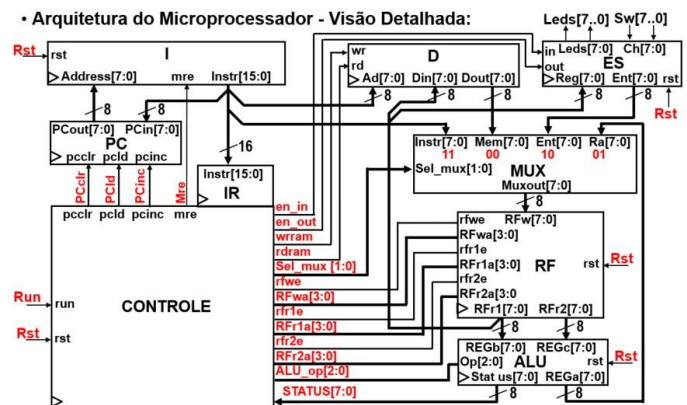 • Arquitetura do Microprocessador - Visão Detalhada:
Leds[7..0] Sw[7..0]
Rst
rst
I
Address[7:0] mre Instr[15:0]
wr
rd
D
Ad[7:0] Din[7:0] Dout[7:0]
in
out
Leds[7:0] Ch[7:0]
ES
Reg[7:0] Ent[7:0] rst
Rst
8
8
8
8
8
8
8
PCout[7:0] PCin[7:0]
PC
pcclr pcld pcinc
16
Instr[15:0]
IR
Instr[7:0] Mem[7:0] Ent[7:0] Ra[7:0]
11 00 10 01
Sel_mux[1:0]
MUX
Muxout[7:0]
8
PCclr
PCld
PCinc
Mre
pcclr pcld pcinc mre
CONTROLE
Run
run
Rst
rst
en_in
en_out
wrram
rdram
Sel_mux [1:0]
rfwe
RFwa[3:0]
rfr1e
RFr1a[3:0]
rfr2e
RFr2a[3:0]
ALU_op[2:0]
STATUS[7:0]
rfwe RFw[7:0]
RFwa[3:0]
rfr1e
RFr1a[3:0]
rfr2e
RFr2a[3:0
RF
rst
Rst
RFr1[7:0] RFr2[7:0]
8
8
REGb[7:0] REGc[7:0]
Op[2:0]
ALU
rst
Rst
Stat us[7:0] REGa[7:0]
8
8